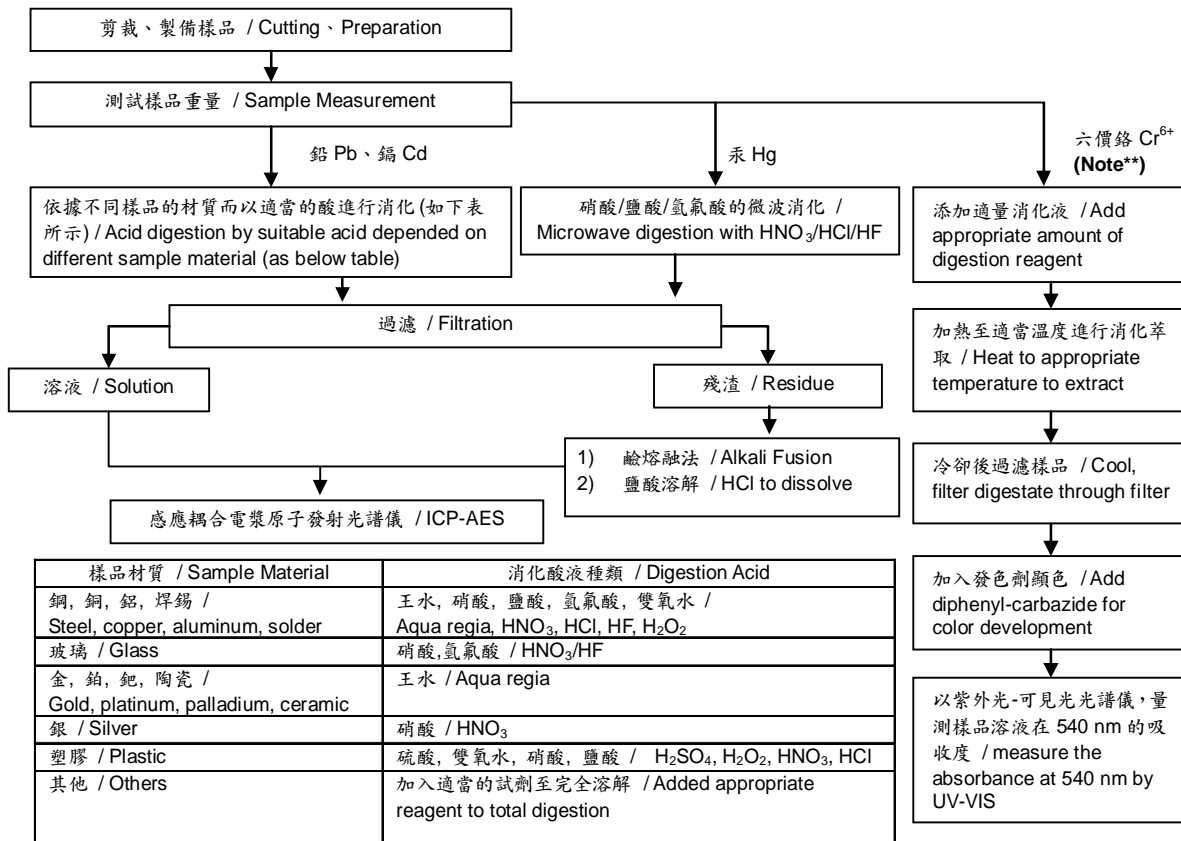 剪裁、製備樣品 / Cutting、Preparation
測試樣品重量 / Sample Measurement
鉛 Pb、鎘 Cd
汞 Hg
六價鉻 Cr⁶⁺
(Note**)
依據不同樣品的材質而以適當的酸進行消化(如下表
所示) / Acid digestion by suitable acid depended on
different sample material (as below table)
硝酸/鹽酸/氫氟酸的微波消化 /
Microwave digestion with HNO₃/HCl/HF
添加適量消化液 / Add
appropriate amount of
digestion reagent
過濾 / Filtration
加熱至適當溫度進行消化萃
取 / Heat to appropriate
temperature to extract
溶液 / Solution
殘渣 / Residue
1) 鹼熔融法 / Alkali Fusion
2) 鹽酸溶解 / HCl to dissolve
冷卻後過濾樣品 / Cool,
filter digestate through filter
感應耦合電漿原子發射光譜儀 / ICP-AES
加入發色劑顯色 / Add
diphenyl-carbazide for
color development
以紫外光-可見光光譜儀，量
測樣品溶液在 540 nm 的吸
收度 / measure the
absorbance at 540 nm by
UV-VIS
樣品材質 / Sample Material
消化酸液種類 / Digestion Acid
鋼, 銅, 鋁, 焊錫 /
Steel, copper, aluminum, solder
王水, 硝酸, 鹽酸, 氫氟酸, 雙氧水 /
Aqua regia, HNO₃, HCl, HF, H₂O₂
玻璃 / Glass
硝酸,氫氟酸 / HNO₃/HF
金, 鉑, 鈀, 陶瓷 /
Gold, platinum, palladium, ceramic
王水 / Aqua regia
銀 / Silver
硝酸 / HNO₃
塑膠 / Plastic
硫酸, 雙氧水, 硝酸, 鹽酸 / H₂SO₄, H₂O₂, HNO₃, HCl
其他 / Others
加入適當的試劑至完全溶解 / Added appropriate
reagent to total digestion